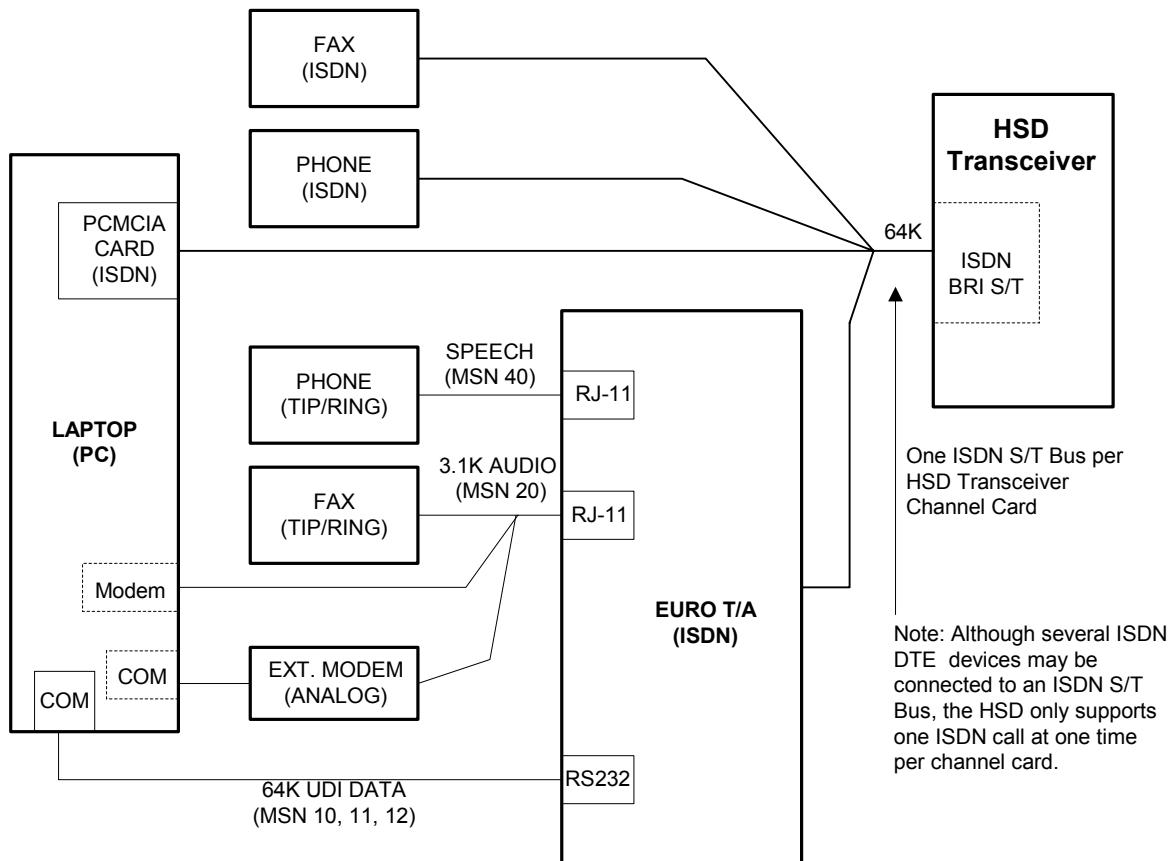 FAX
(ISDN)
HSD
Transceiver
PHONE
(ISDN)
PCMCIA
CARD
(ISDN)
64K
ISDN
BRI S/T
SPEECH
(MSN 40)
PHONE
(TIP/RING)
RJ-11
LAPTOP
(PC)
3.1K AUDIO
(MSN 20)
One ISDN S/T Bus per
HSD Transceiver
Channel Card
FAX
(TIP/RING)
RJ-11
Modem
EURO T/A
(ISDN)
Note: Although several ISDN
DTE  devices may be
connected to an ISDN S/T
Bus, the HSD only supports
one ISDN call at one time
per channel card.
COM
EXT. MODEM
(ANALOG)
COM
RS232
64K UDI DATA
(MSN 10, 11, 12)